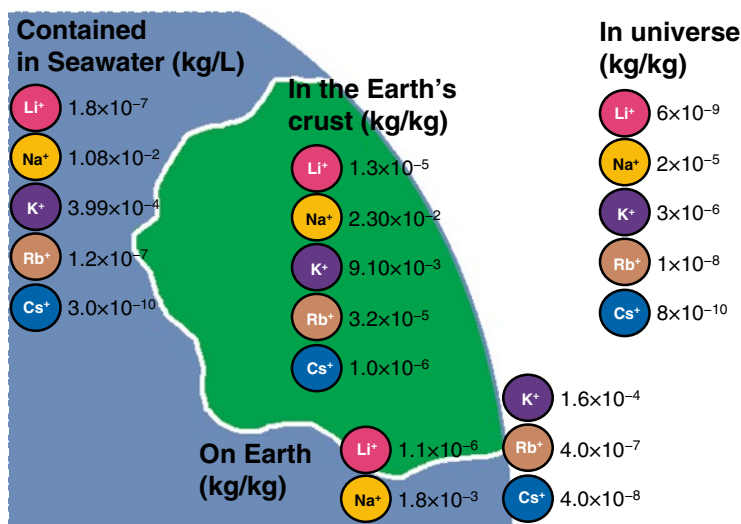 Contained
in Seawater (kg/L)
Li⁺ 1.8×10⁻⁷
Na⁺ 1.08×10⁻²
K⁺ 3.99×10⁻⁴
Rb⁺ 1.2×10⁻⁷
Cs⁺ 3.0×10⁻¹⁰
In the Earth's
crust (kg/kg)
Li⁺ 1.3×10⁻⁵
Na⁺ 2.30×10⁻²
K⁺ 9.10×10⁻³
Rb⁺ 3.2×10⁻⁵
Cs⁺ 1.0×10⁻⁶
In universe
(kg/kg)
Li⁺ 6×10⁻⁹
Na⁺ 2×10⁻⁵
K⁺ 3×10⁻⁶
Rb⁺ 1×10⁻⁸
Cs⁺ 8×10⁻¹⁰
On Earth
(kg/kg)
Li⁺ 1.1×10⁻⁶
Na⁺ 1.8×10⁻³
K⁺ 1.6×10⁻⁴
Rb⁺ 4.0×10⁻⁷
Cs⁺ 4.0×10⁻⁸